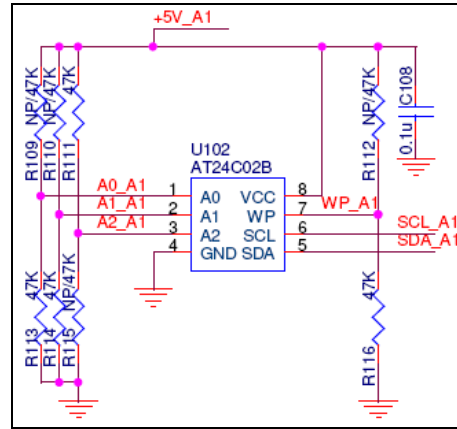 +5V_A1
R109 NP/47K
R110 NP/47K
R111 47K
R112 NP/47K
C108
0.1u
U102
AT24C02B
A0_A1 1 A0 VCC 8
A1_A1 2 A1 WP 7 WP_A1
A2_A1 3 A2 SCL 6 SCL_A1
4 GND SDA 5 SDA_A1
R113 47K
R114 47K
R115 NP/47K
R116 47K